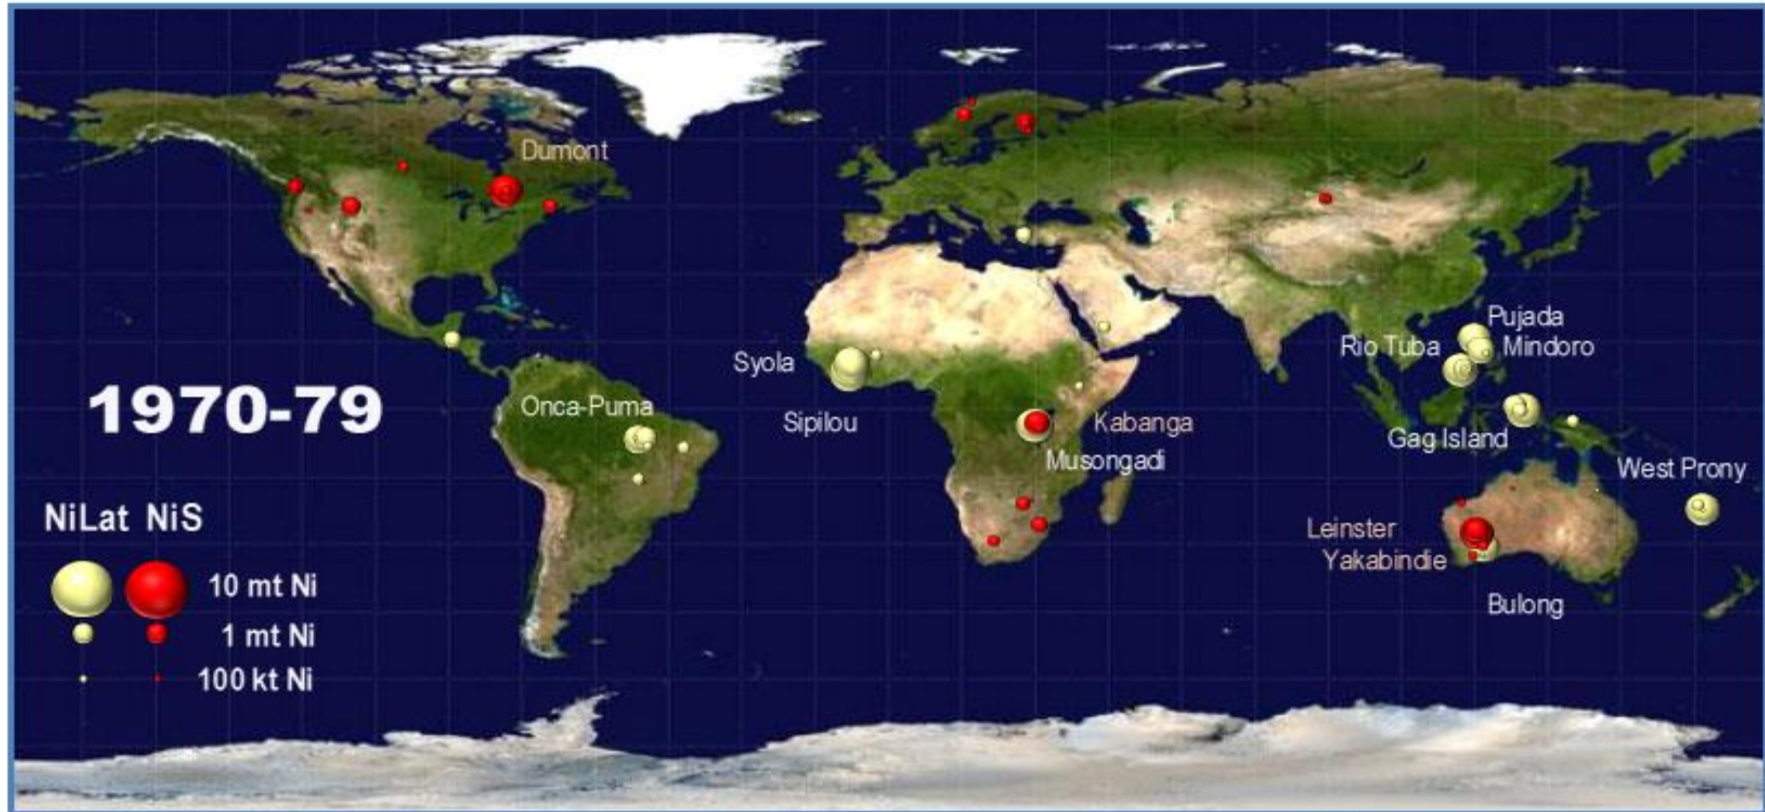 Dumont
Pujada
Rio Tuba
Mindoro
Syola
1970-79
Onca-Puma
Sipilou
Kabanga
Gag Island
Musongadi
West Prony
NiLat NiS
Leinster
Yakabindie
10 mt Ni
Bulong
1 mt Ni
100 kt Ni